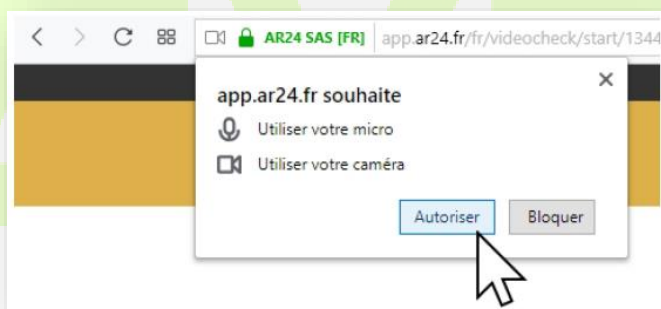 AR24 SAS [FR] app.ar24.fr/fr/videocheck/start/1344
app.ar24.fr souhaite
Utiliser votre micro
Utiliser votre caméra
Autoriser Bloquer